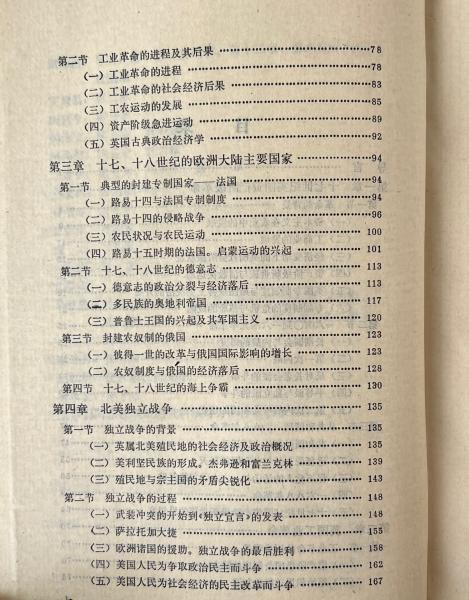 第二节 工业革命的进程及其后果 …… 78
（一）工业革命的进程 …… 78
（二）工业革命的社会经济后果 …… 83
（三）工农运动的发展 …… 85
（四）资产阶级急进运动 …… 89
（五）英国古典政治经济学 …… 92
第三章 十七、十八世纪的欧洲大陆主要国家 …… 94
第一节 典型的封建专制国家——法国 …… 94
（一）路易十四与法国专制制度 …… 94
（二）路易十四的侵略战争 …… 96
（三）农民状况与农民运动 …… 100
（四）路易十五时期的法国。启蒙运动的兴起 …… 101
第二节 十七、十八世纪的德意志 …… 113
（一）德意志的政治分裂与经济落后 …… 113
（二）多民族的奥地利帝国 …… 117
（三）普鲁士王国的兴起及其军国主义 …… 120
第三节 封建农奴制的俄国 …… 123
（一）彼得一世的改革与俄国国际影响的增长 …… 123
（二）农奴制度与俄国的经济落后 …… 128
第四节 十七、十八世纪的海上争霸 …… 130
第四章 北美独立战争 …… 135
第一节 独立战争的背景 …… 135
（一）英属北美殖民地的社会经济及政治概况 …… 135
（二）美利坚民族的形成。杰弗逊和富兰克林 …… 139
（三）殖民地与宗主国的矛盾尖锐化 …… 143
第二节 独立战争的过程 …… 148
（一）武装冲突的开始到《独立宣言》的发表 …… 148
（二）萨拉托加大捷 …… 155
（三）欧洲诸国的援助。独立战争的最后胜利 …… 158
（四）美国人民为争取政治民主而斗争 …… 162
（五）美国人民为社会经济的民主改革而斗争 …… 167